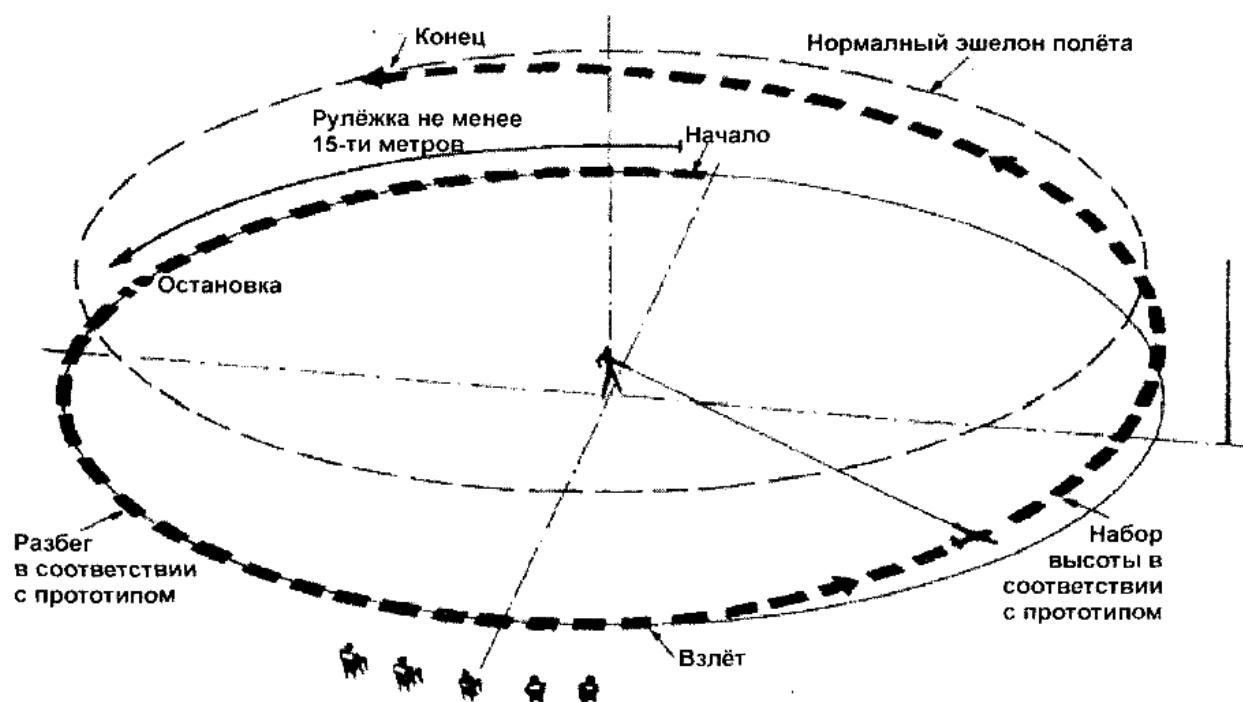 Конец
Нормалный эшелон полёта
Рулёжка не менее
15-ти метров
Начало
Остановка
Разбег
в соответствии
с прототипом
Набор
высоты в
соответствии
с прототипом
Взлёт